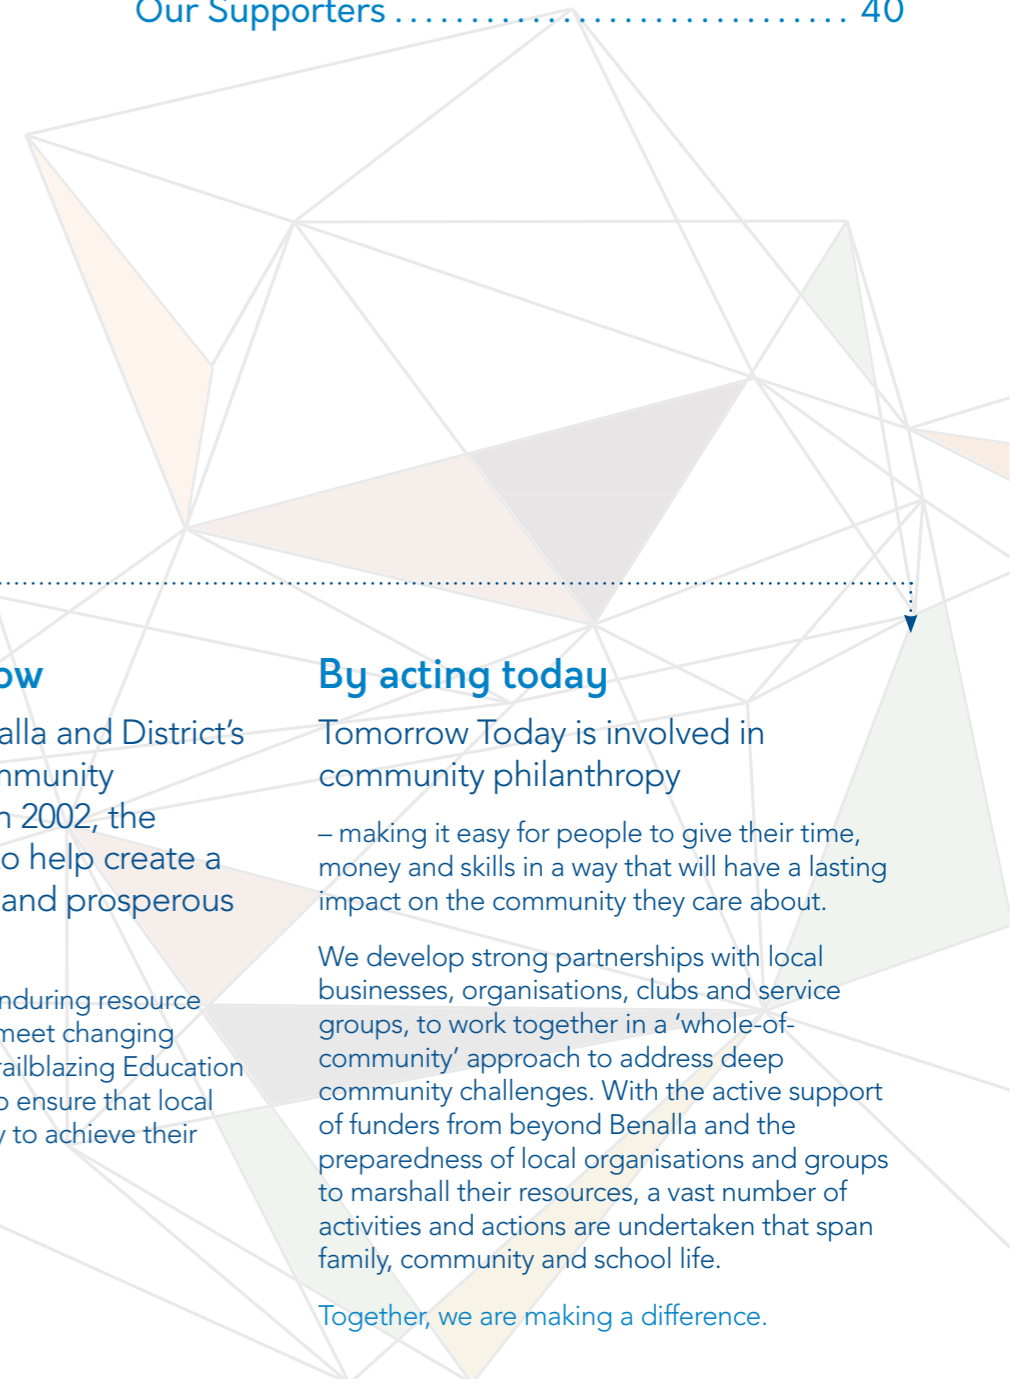 Our Supporters . . . . . . . . . . . . . . . . . . . . . . . . . . . . . . . . . 40
and District's
2002, the
help create a
and prosperous
resource
changing
Education
ensure that local
to achieve their
By acting today
Tomorrow Today is involved in
community philanthropy
– making it easy for people to give their time,
money and skills in a way that will have a lasting
impact on the community they care about.
We develop strong partnerships with local
businesses, organisations, clubs and service
groups, to work together in a ‘whole-of-
community’ approach to address deep
community challenges. With the active support
of funders from beyond Benalla and the
preparedness of local organisations and groups
to marshall their resources, a vast number of
activities and actions are undertaken that span
family, community and school life.
Together, we are making a difference.